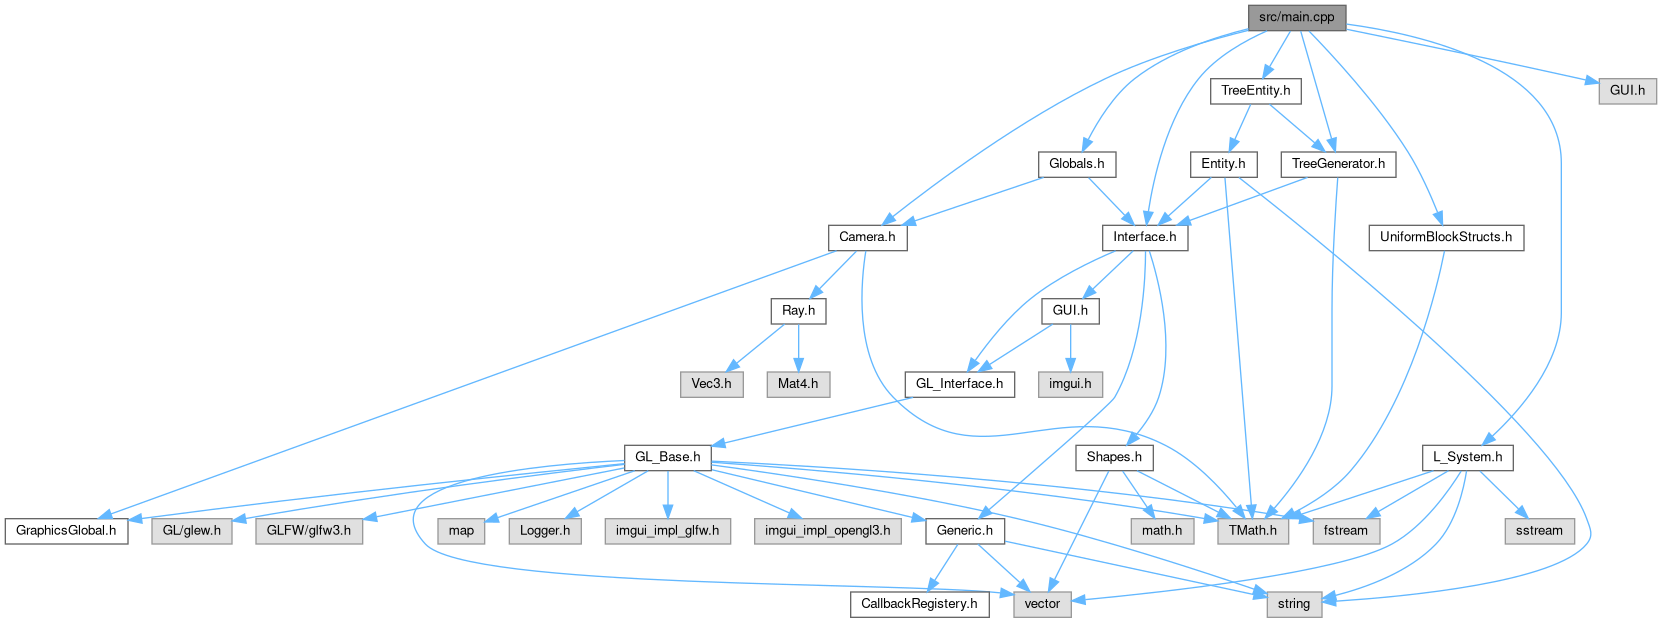 src/main.cpp
TreeEntity.h
GUI.h
Globals.h
Entity.h
TreeGenerator.h
Camera.h
Interface.h
UniformBlockStructs.h
Ray.h
GUI.h
Vec3.h
Mat4.h
GL_Interface.h
imgui.h
GL_Base.h
Shapes.h
L_System.h
GraphicsGlobal.h
GL/glew.h
GLFW/glfw3.h
map
Logger.h
imgui_impl_glfw.h
imgui_impl_opengl3.h
Generic.h
math.h
TMath.h
fstream
sstream
CallbackRegistery.h
vector
string